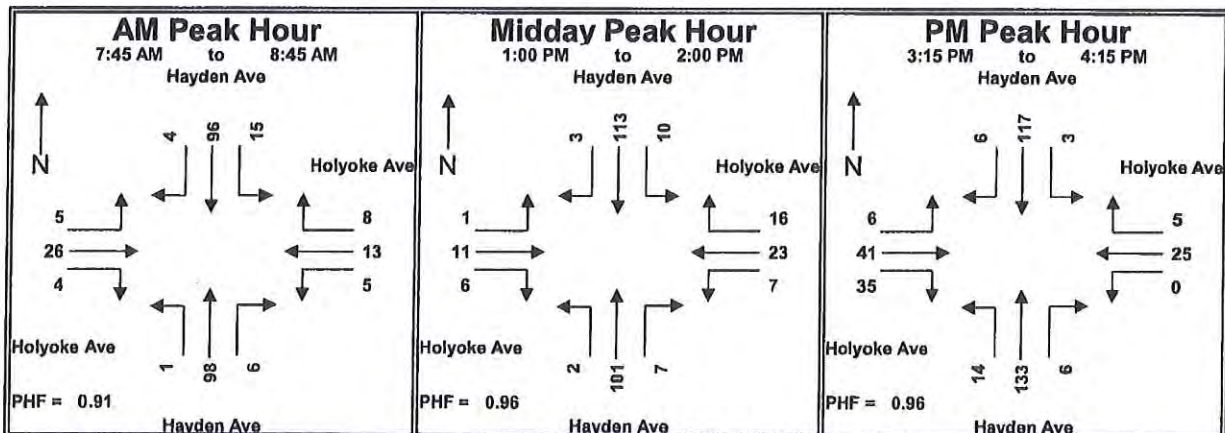 AM Peak Hour
7:45 AM to 8:45 AM
Hayden Ave
4 96 15
N
Holyoke Ave
5 8
26 13
4 5
Holyoke Ave
1 98 6
PHF = 0.91
Hayden Ave
Midday Peak Hour
1:00 PM to 2:00 PM
Hayden Ave
3 113 10
N
Holyoke Ave
1 16
11 23
6 7
Holyoke Ave
2 101 7
PHF = 0.96
Hayden Ave
PM Peak Hour
3:15 PM to 4:15 PM
Hayden Ave
6 117 3
N
Holyoke Ave
6 5
41 25
35 0
Holyoke Ave
14 133 6
PHF = 0.96
Hayden Ave